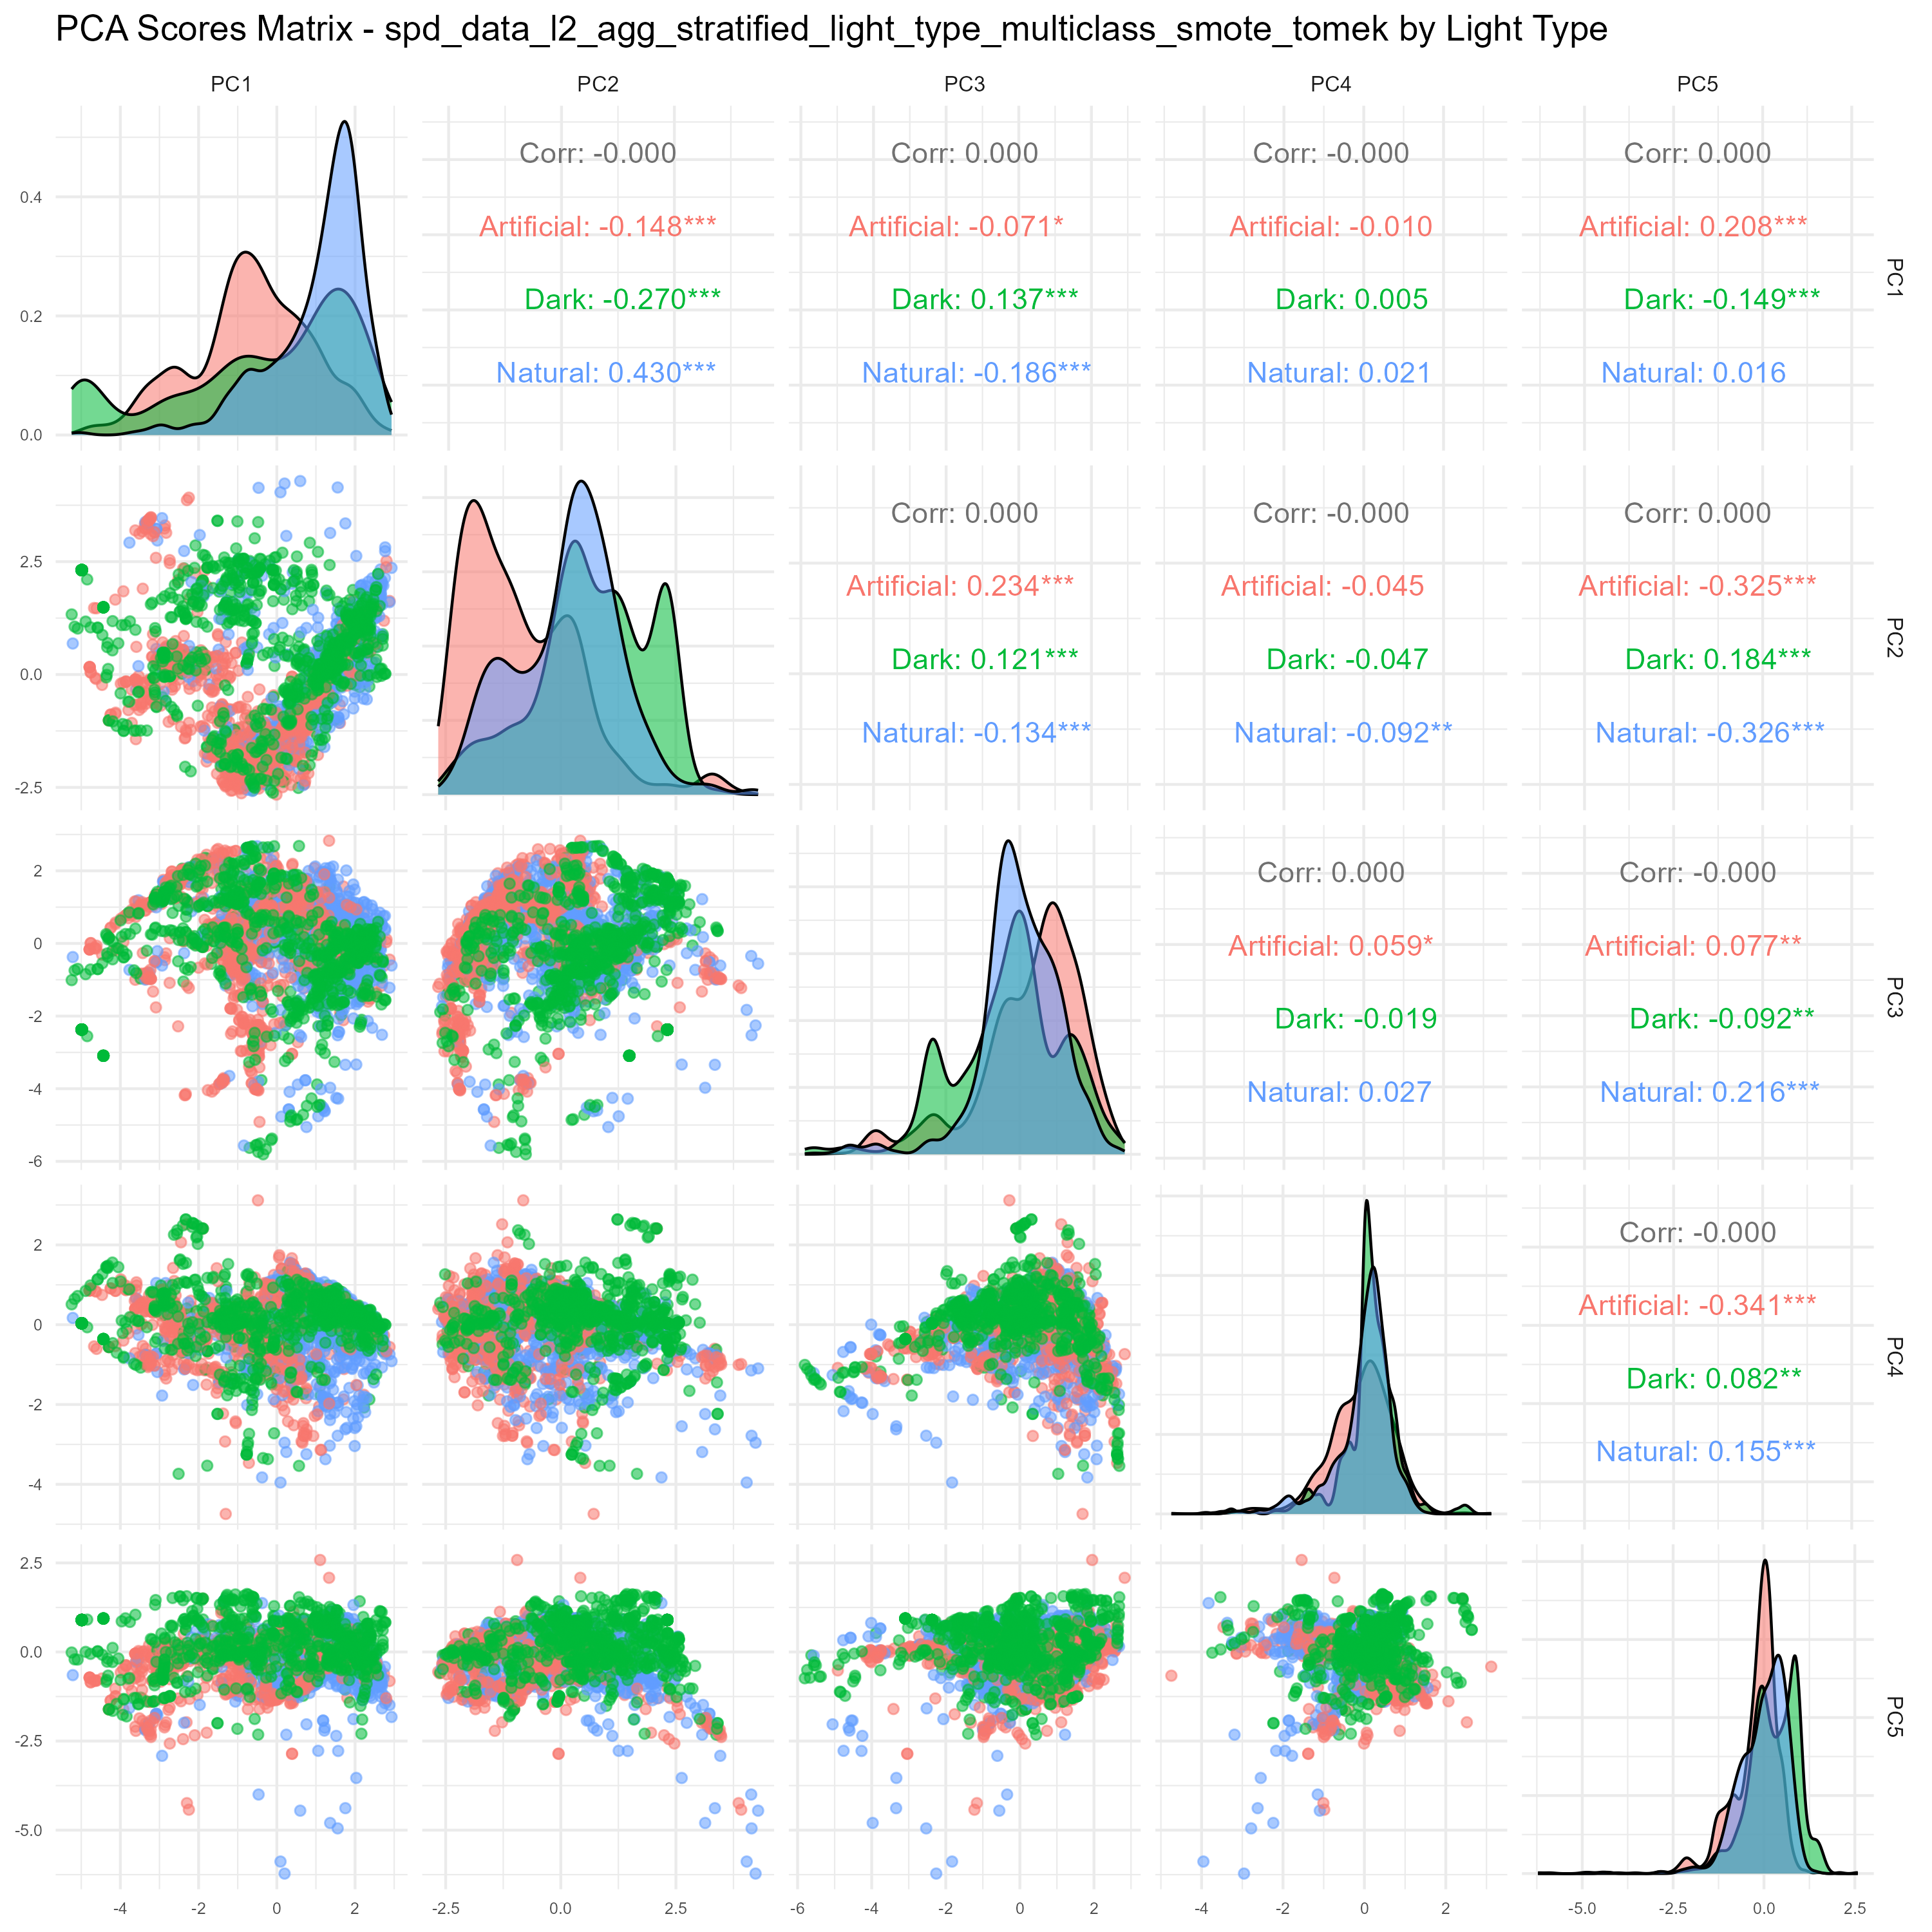 PCA Scores Matrix - spd_data_l2_agg_stratified_light_type_multiclass_smote_tomek by Light Type
PC1 PC2 PC3 PC4 PC5
0.4
0.2
0.0
Corr: -0.000
Artificial: -0.148***
Dark: -0.270***
Natural: 0.430***
Corr: 0.000
Artificial: -0.071*
Dark: 0.137***
Natural: -0.186***
Corr: -0.000
Artificial: -0.010
Dark: 0.005
Natural: 0.021
Corr: 0.000
Artificial: 0.208***
Dark: -0.149***
Natural: 0.016
PC1
2.5
0.0
-2.5
Corr: 0.000
Artificial: 0.234***
Dark: 0.121***
Natural: -0.134***
Corr: -0.000
Artificial: -0.045
Dark: -0.047
Natural: -0.092**
Corr: 0.000
Artificial: -0.325***
Dark: 0.184***
Natural: -0.326***
PC2
2
0
-2
-4
-6
Corr: 0.000
Artificial: 0.059*
Dark: -0.019
Natural: 0.027
Corr: -0.000
Artificial: 0.077**
Dark: -0.092**
Natural: 0.216***
PC3
2
0
-2
-4
Corr: -0.000
Artificial: -0.341***
Dark: 0.082**
Natural: 0.155***
PC4
2.5
0.0
-2.5
-5.0
PC5
-4 -2 0 2
-2.5 0.0 2.5
-6 -4 -2 0 2
-4 -2 0 2
-5.0 -2.5 0.0 2.5